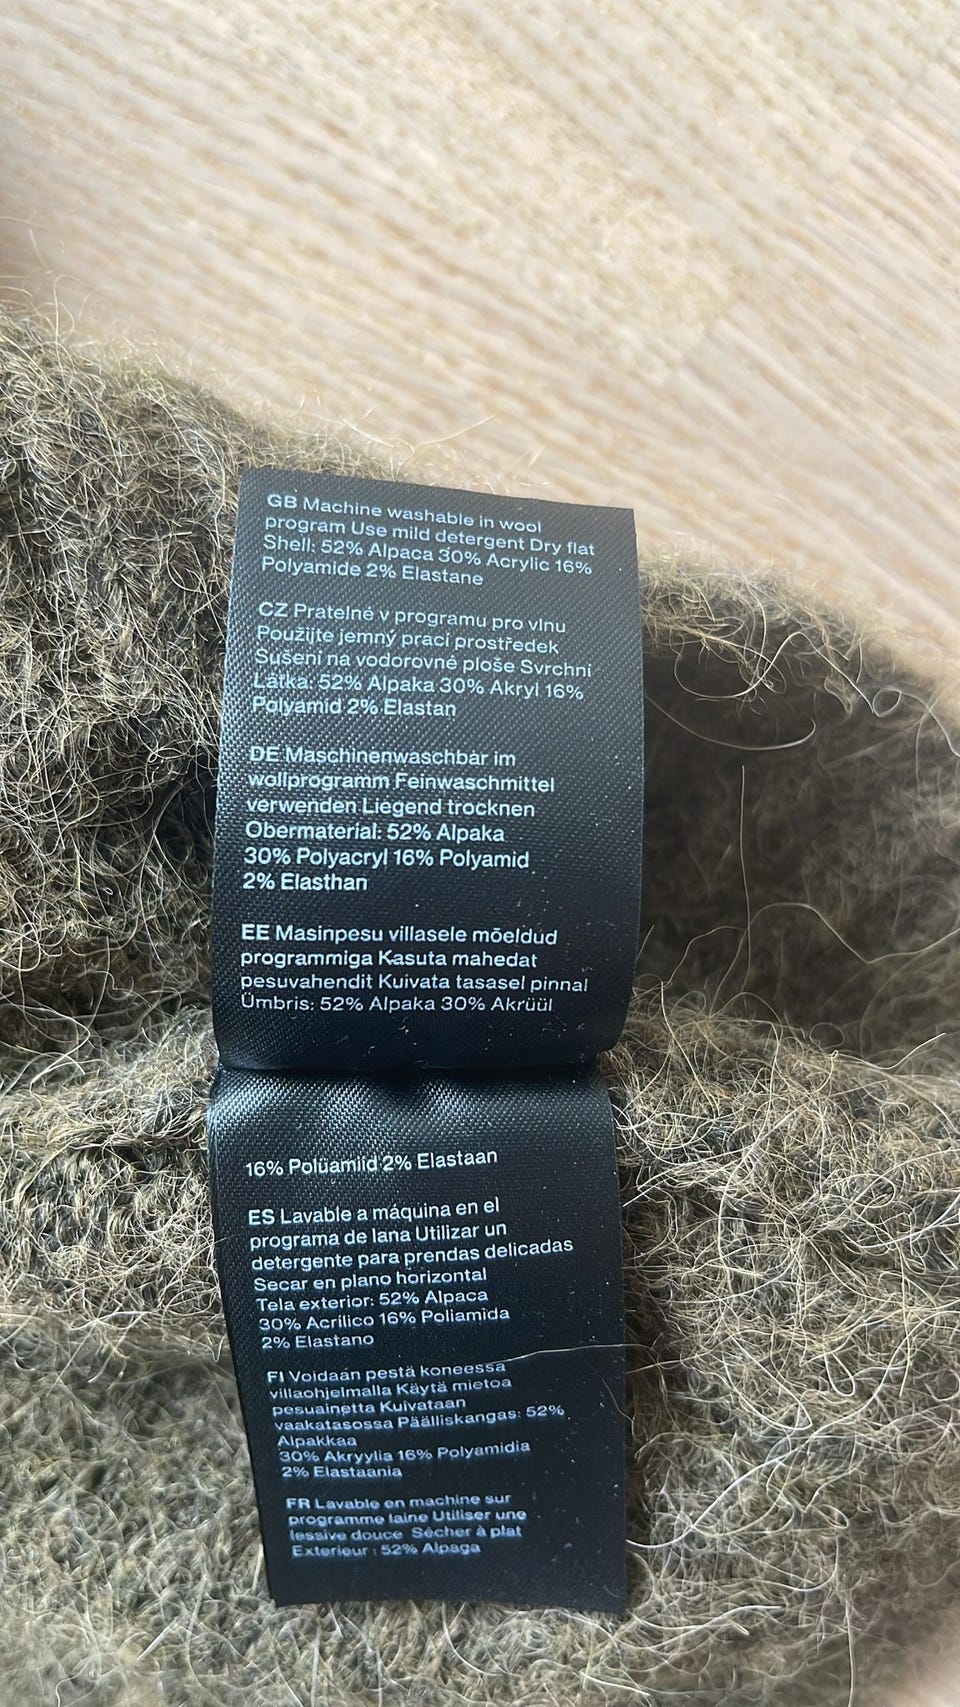 GB Machine washable in wool
program Use mild detergent Dry flat
Shell: 52% Alpaca 30% Acrylic 16%
Polyamide 2% Elastane
CZ Pratelné v programu pro vlnu
Použijte jemný prací prostředek
Sušení na vodorovné ploše Svrchní
Látka: 52% Alpaka 30% Akryl 16%
Polyamid 2% Elastan
DE Maschinenwaschbar im
wollprogramm Feinwaschmittel
verwenden Liegend trocknen
Obermaterial: 52% Alpaka
30% Polyacryl 16% Polyamid
2% Elasthan
EE Masinpesu villasele mõeldud
programmiga Kasuta mahedat
pesuvahendit Kuivata tasasel pinnal
Ümbris: 52% Alpaka 30% Akrüül
16% Polüamiid 2% Elastaan
ES Lavable a máquina en el
programa de lana Utilizar un
detergente para prendas delicadas
Secar en plano horizontal
Tela exterior: 52% Alpaca
30% Acrílico 16% Poliamida
2% Elastano
FI Voidaan pestä koneessa
villaohjelmalla Käytä mietoa
pesuainetta Kuivataan
vaakatasossa Päälliskangas: 52%
Alpakkaa
30% Akryylia 16% Polyamidia
2% Elastaania
FR Lavable en machine sur
programme laine Utiliser une
lessive douce Sécher à plat
Exterieur : 52% Alpaga